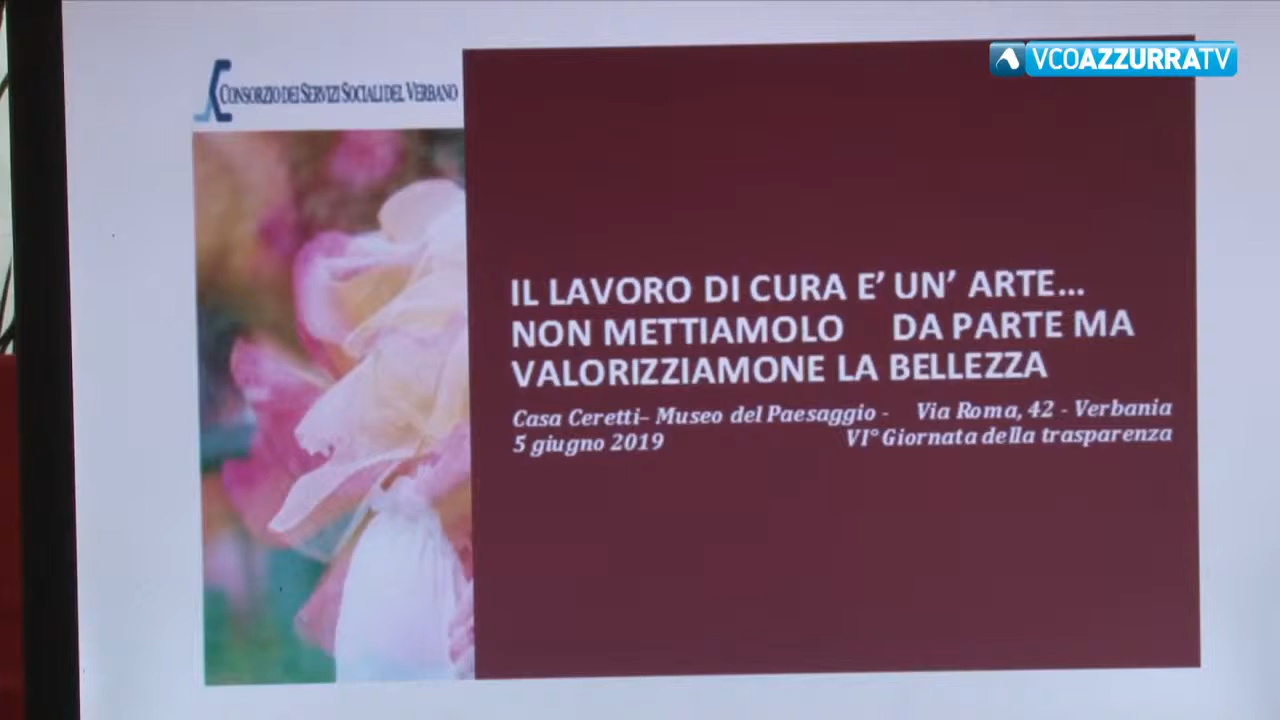 VCOAZZURRATV
CONSORZIO DEI SERVIZI SOCIALI DEL VERBANO
IL LAVORO DI CURA E’ UN’ ARTE...
NON METTIAMOLO DA PARTE MA
VALORIZZIAMONE LA BELLEZZA
Casa Ceretti– Museo del Paesaggio - Via Roma, 42 - Verbania
5 giugno 2019 VI° Giornata della trasparenza